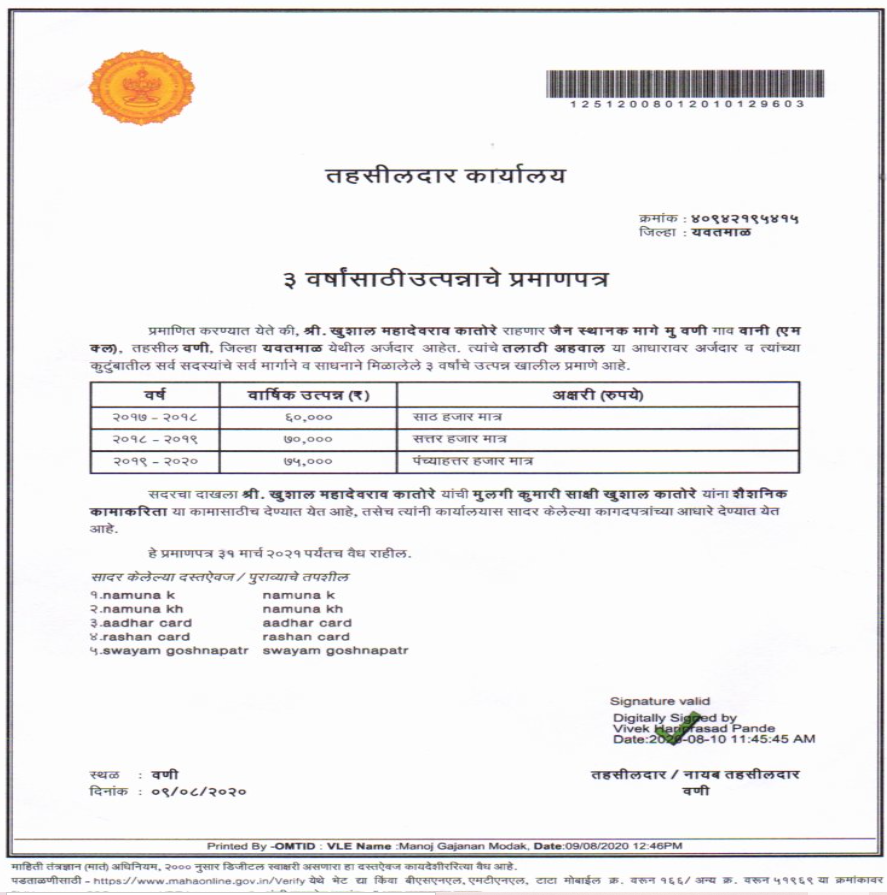 12512008012010129603
तहसीलदार कार्यालय
क्रमांक : ४०९४२१९५४१५
जिल्हा : यवतमाळ
३ वर्षांसाठी उत्पन्नाचे प्रमाणपत्र
प्रमाणित करण्यात येते की, श्री. खुशाल महादेवराव कातोरे राहणार जैन स्थानक मागे मु वणी गाव वानी (एम
क्ल), तहसील वणी, जिल्हा यवतमाळ येथील अर्जदार आहेत. त्यांचे तलाठी अहवाल या आधारावर अर्जदार व त्यांच्या
कुटुंबातील सर्व सदस्यांचे सर्व मार्गाने व साधनाने मिळालेले ३ वर्षांचे उत्पन्न खालील प्रमाणे आहे.
वर्ष वार्षिक उत्पन्न (₹) अक्षरी (रुपये)
२०१७ - २०१८ ६०,००० साठ हजार मात्र
२०१८ - २०१९ ७०,००० सत्तर हजार मात्र
२०१९ - २०२० ७५,००० पंच्याहत्तर हजार मात्र
सदरचा दाखला श्री. खुशाल महादेवराव कातोरे यांची मुलगी कुमारी साक्षी खुशाल कातोरे यांना शैशनिक
कामाकरिता या कामासाठीच देण्यात येत आहे, तसेच त्यांनी कार्यालयास सादर केलेल्या कागदपत्रांच्या आधारे देण्यात येत
आहे.
हे प्रमाणपत्र ३१ मार्च २०२१ पर्यंतच वैध राहील.
सादर केलेल्या दस्तऐवज / पुराव्याचे तपशील
१.namuna k namuna k
२.namuna kh namuna kh
३.aadhar card aadhar card
४.rashan card rashan card
५.swayam goshnapatr swayam goshnapatr
Signature valid
Digitally Signed by
Vivek Hariprasad Pande
Date:2020-08-10 11:45:45 AM
स्थळ : वणी
दिनांक : ०९/०८/२०२०
तहसीलदार / नायब तहसीलदार
वणी
Printed By -OMTID : VLE Name :Manoj Gajanan Modak, Date:09/08/2020 12:46PM
माहिती तंत्रज्ञान (मातं) अधिनियम, २००० नुसार डिजीटल स्वाक्षरी असणारा हा दस्तऐवज कायदेशीररित्या वैध आहे.
पडताळणीसाठी - https://www.mahaonline.gov.in/Verify येथे भेट द्या किंवा बीएसएनएल,एमटीएनएल, टाटा मोबाईल क्र. वरून १६६/ अन्य क्र. वरून ५१९६९ या क्रमांकावर